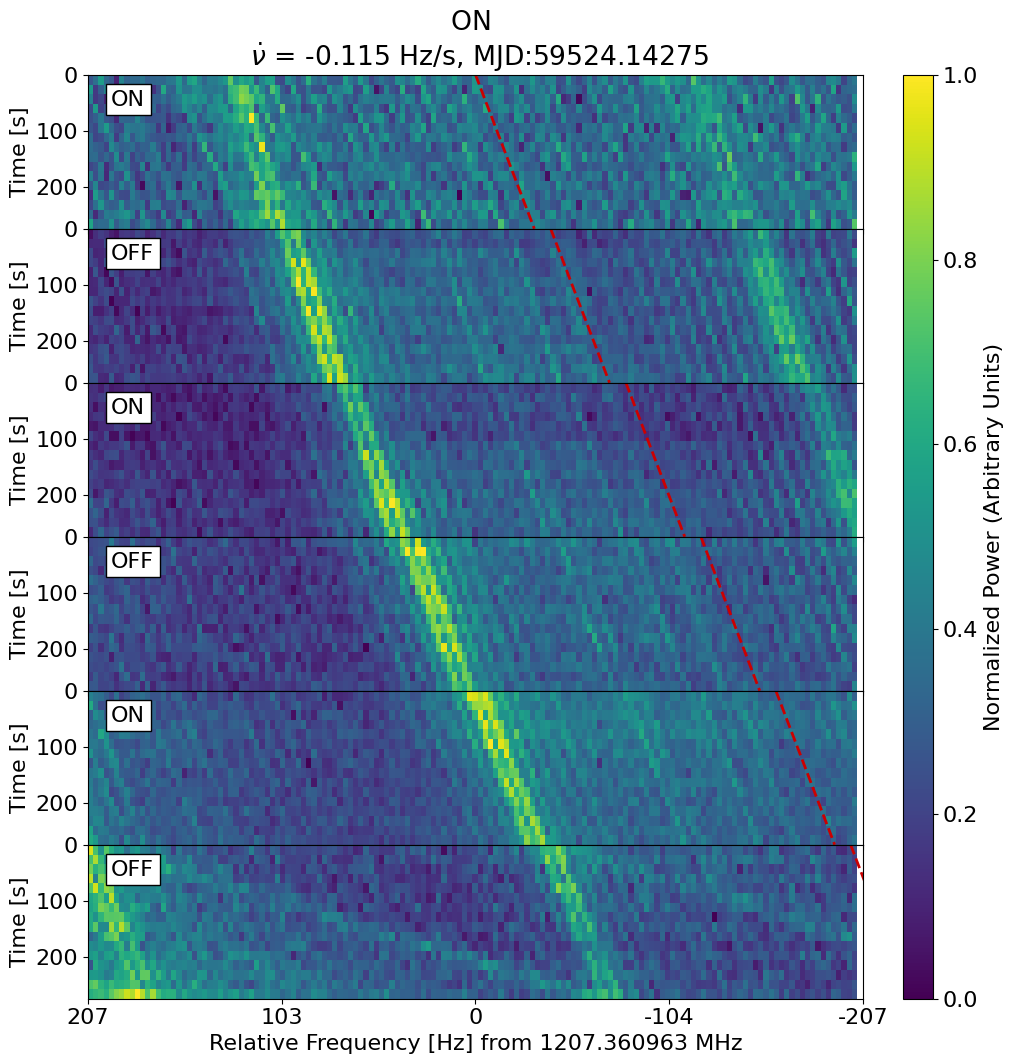 ON
ν̇ = -0.115 Hz/s, MJD:59524.14275
0
100
200
Time [s]
ON
0
100
200
Time [s]
OFF
0
100
200
Time [s]
ON
0
100
200
Time [s]
OFF
0
100
200
Time [s]
ON
0
100
200
Time [s]
OFF
207
103
0
-104
-207
Relative Frequency [Hz] from 1207.360963 MHz
1.0
0.8
0.6
0.4
0.2
0.0
Normalized Power (Arbitrary Units)